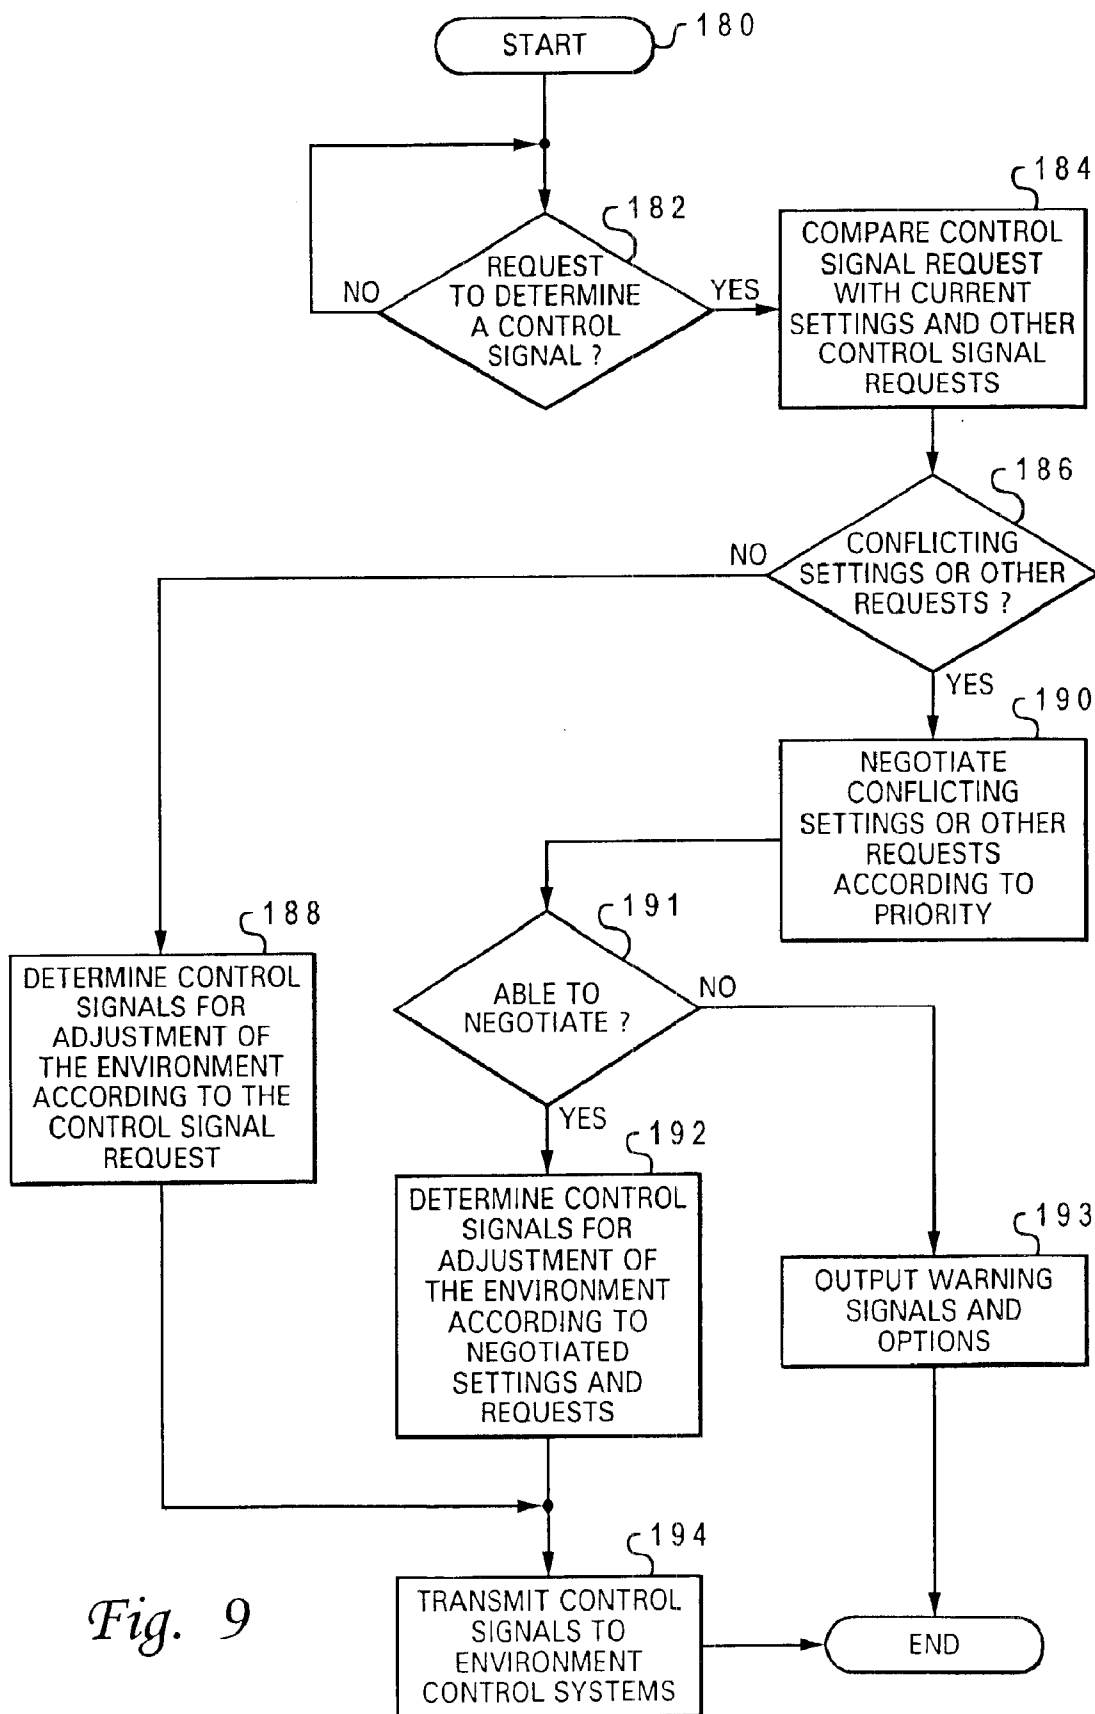 START
180
182
REQUEST
TO DETERMINE
A CONTROL
SIGNAL ?
NO
YES
184
COMPARE CONTROL
SIGNAL REQUEST
WITH CURRENT
SETTINGS AND OTHER
CONTROL SIGNAL
REQUESTS
186
CONFLICTING
SETTINGS OR OTHER
REQUESTS ?
NO
YES
190
NEGOTIATE
CONFLICTING
SETTINGS OR OTHER
REQUESTS
ACCORDING TO
PRIORITY
188
DETERMINE CONTROL
SIGNALS FOR
ADJUSTMENT OF
THE ENVIRONMENT
ACCORDING TO THE
CONTROL SIGNAL
REQUEST
191
ABLE TO
NEGOTIATE ?
NO
YES
192
DETERMINE CONTROL
SIGNALS FOR
ADJUSTMENT OF
THE ENVIRONMENT
ACCORDING TO
NEGOTIATED
SETTINGS AND
REQUESTS
193
OUTPUT WARNING
SIGNALS AND
OPTIONS
194
TRANSMIT CONTROL
SIGNALS TO
ENVIRONMENT
CONTROL SYSTEMS
END
Fig. 9